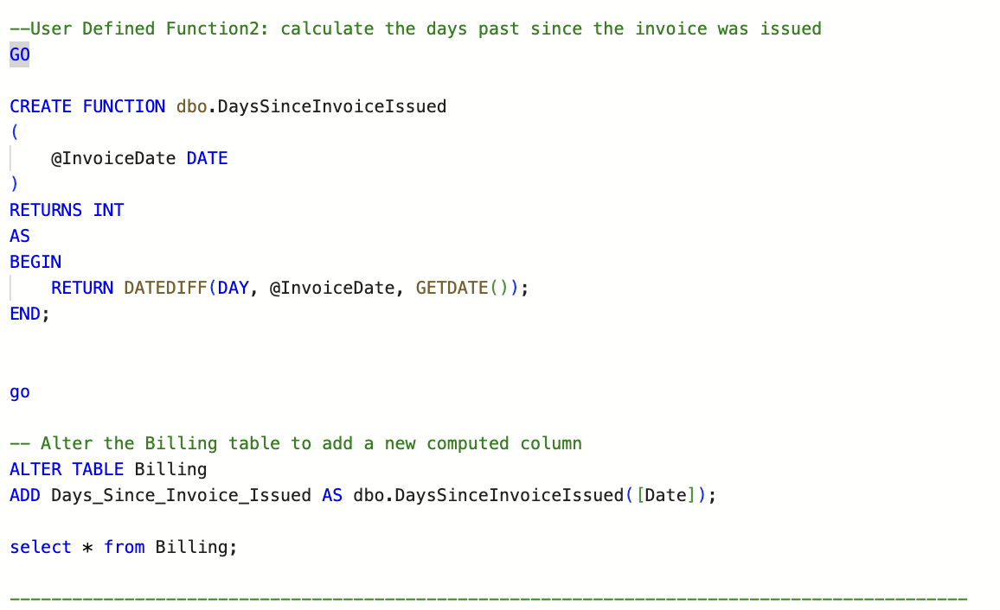 --User Defined Function2: calculate the days past since the invoice was issued
GO
CREATE FUNCTION dbo.DaysSinceInvoiceIssued
(
    @InvoiceDate DATE
)
RETURNS INT
AS
BEGIN
    RETURN DATEDIFF(DAY, @InvoiceDate, GETDATE());
END;
go
-- Alter the Billing table to add a new computed column
ALTER TABLE Billing
ADD Days_Since_Invoice_Issued AS dbo.DaysSinceInvoiceIssued([Date]);
select * from Billing;
--------------------------------------------------------------------------------------------